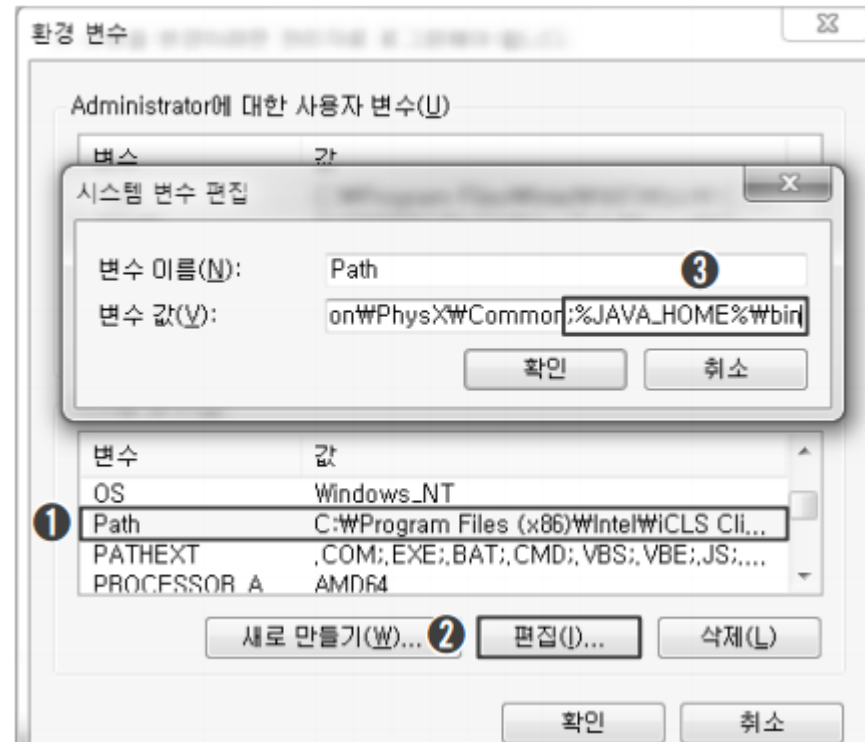 환경 변수
Administrator에 대한 사용자 변수(U)
변수 값
시스템 변수 편집
변수 이름(N): Path
❸
변수 값(V): on₩PhysX₩Common;%JAVA_HOME%₩bin
확인 취소
변수 값
OS Windows_NT
❶ Path C:₩Program Files (x86)₩Intel₩iCLS Cli...
PATHEXT .COM;.EXE;.BAT;.CMD;.VBS;.VBE;.JS;....
PROCESSOR_A AMD64
새로 만들기(W)... ❷ 편집(I)... 삭제(L)
확인 취소